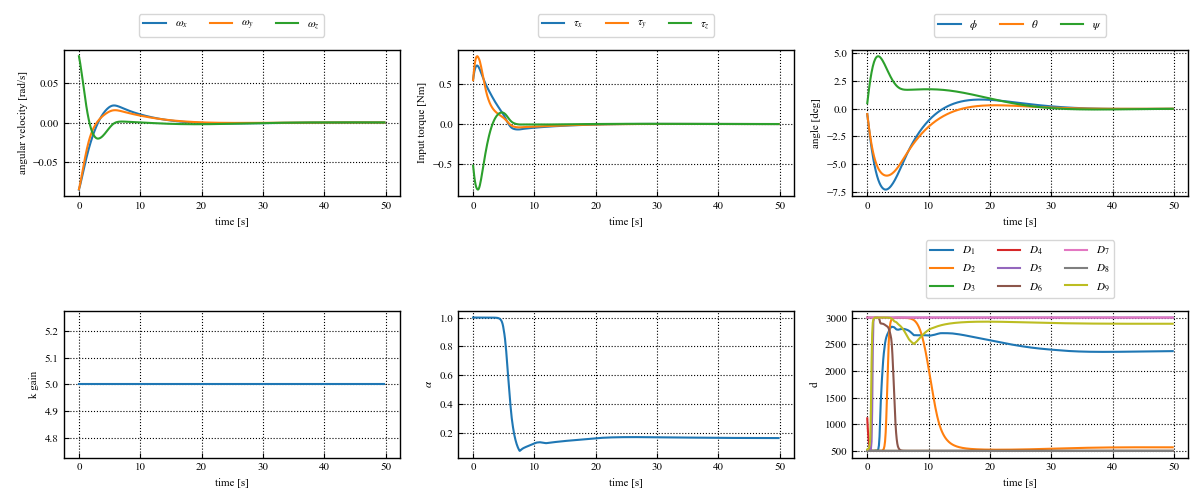 ωx ωy ωz
τx τy τz
ϕ θ ψ
angular velocity [rad/s]
0.05
0.00
−0.05
0 10 20 30 40 50
time [s]
Input torque [Nm]
0.5
0.0
−0.5
0 10 20 30 40 50
time [s]
angle [deg]
5.0
2.5
0.0
−2.5
−5.0
−7.5
0 10 20 30 40 50
time [s]
D1 D4 D7
D2 D5 D8
D3 D6 D9
k gain
5.2
5.1
5.0
4.9
4.8
0 10 20 30 40 50
time [s]
α
1.0
0.8
0.6
0.4
0.2
0 10 20 30 40 50
time [s]
d
3000
2500
2000
1500
1000
500
0 10 20 30 40 50
time [s]